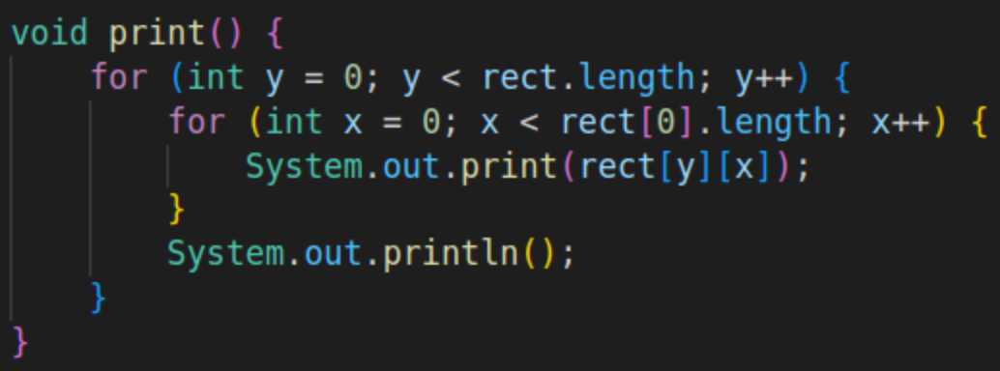 void print() {
    for (int y = 0; y < rect.length; y++) {
        for (int x = 0; x < rect[0].length; x++) {
            System.out.print(rect[y][x]);
        }
        System.out.println();
    }
}